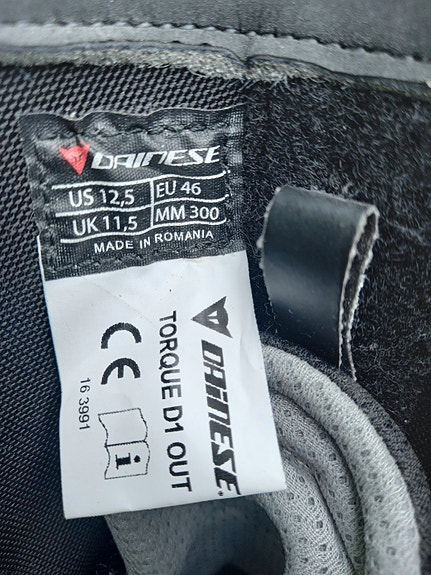 DAINESE
US 12,5 EU 46
UK 11,5 MM 300
MADE IN ROMANIA
DAINESE
TORQUE D1 OUT
CE
i
16 3991